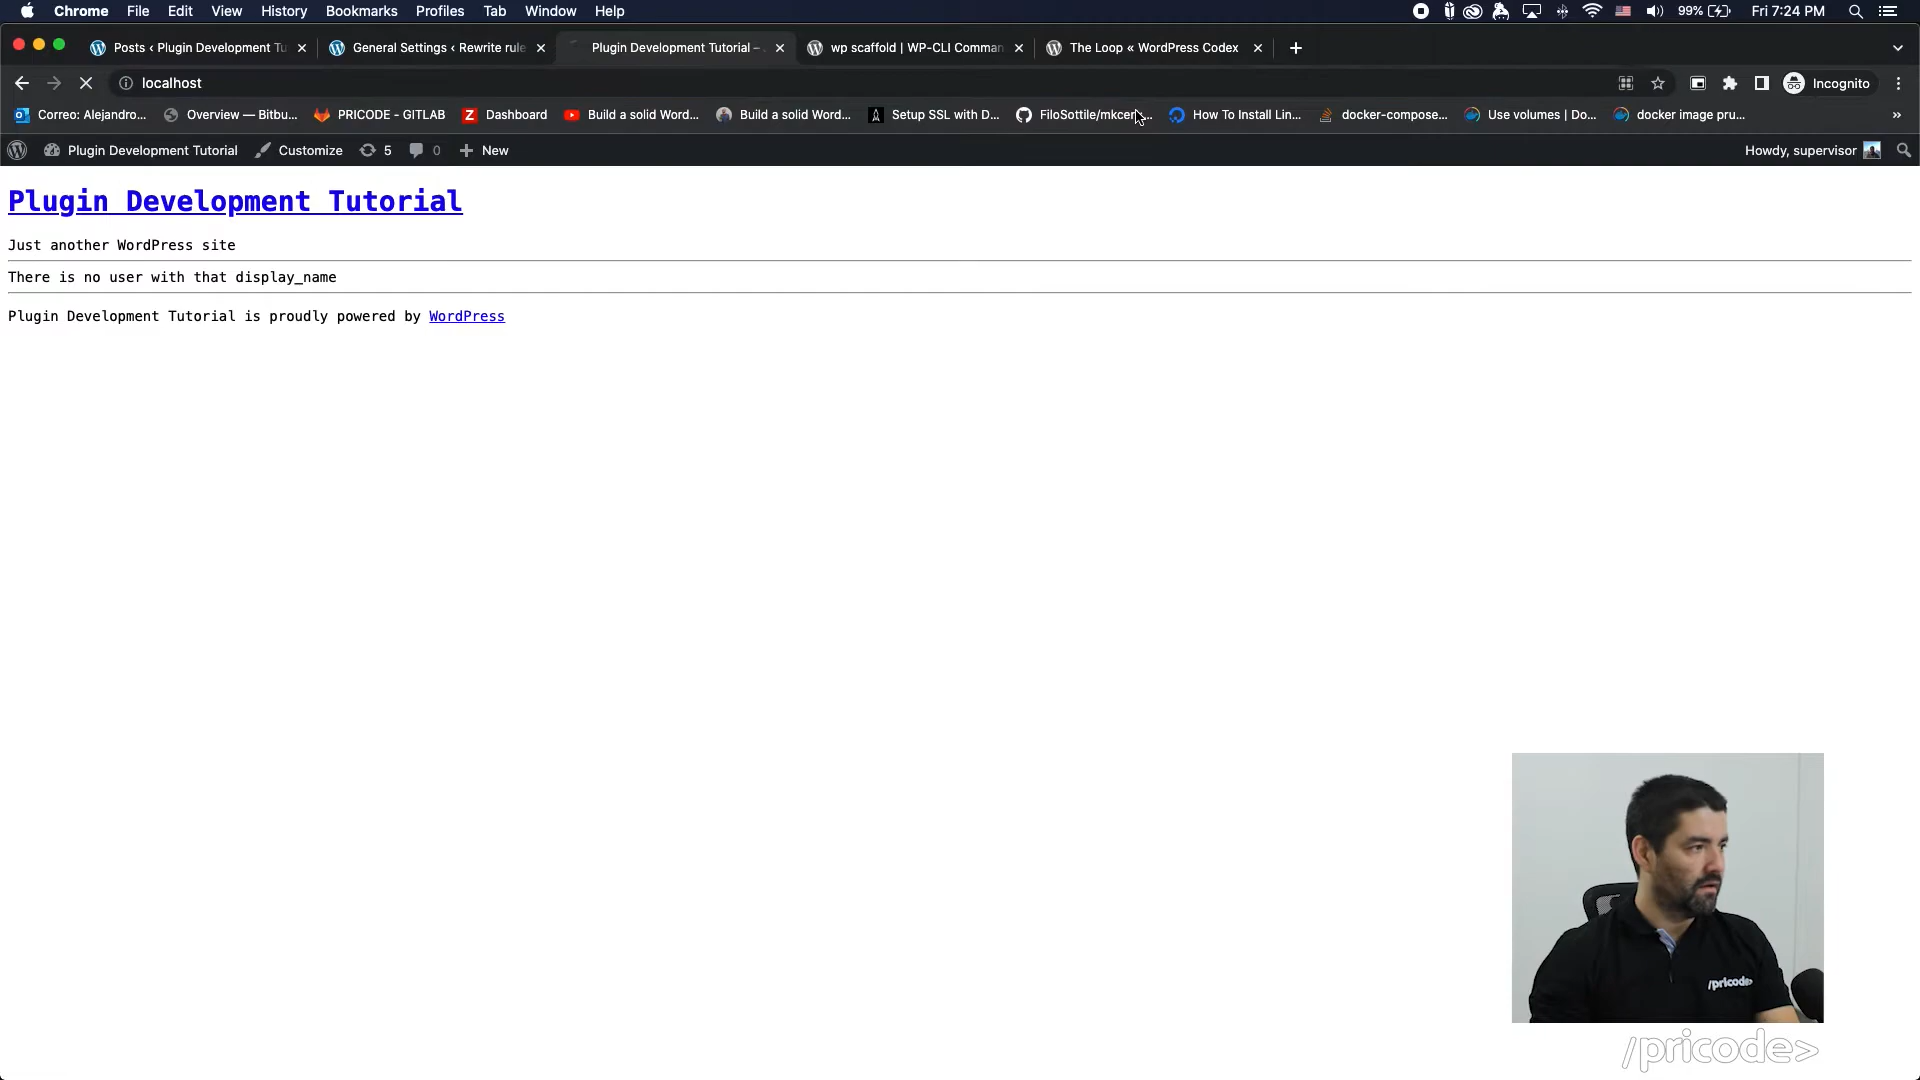 Chrome File Edit View History Bookmarks Profiles Tab Window Help 99% Fri 7:24 PM
Posts ‹ Plugin Development Tu General Settings ‹ Rewrite rule Plugin Development Tutorial – wp scaffold | WP-CLI Comman The Loop « WordPress Codex
localhost Incognito
Correo: Alejandro... Overview — Bitbu... PRICODE - GITLAB Dashboard Build a solid Word... Build a solid Word... Setup SSL with D... FiloSottile/mkcer... How To Install Lin... docker-compose... Use volumes | Do... docker image pru... »
Plugin Development Tutorial Customize 5 0 New Howdy, supervisor
Plugin Development Tutorial
Just another WordPress site
There is no user with that display_name
Plugin Development Tutorial is proudly powered by WordPress
/pricode>
/pricode>